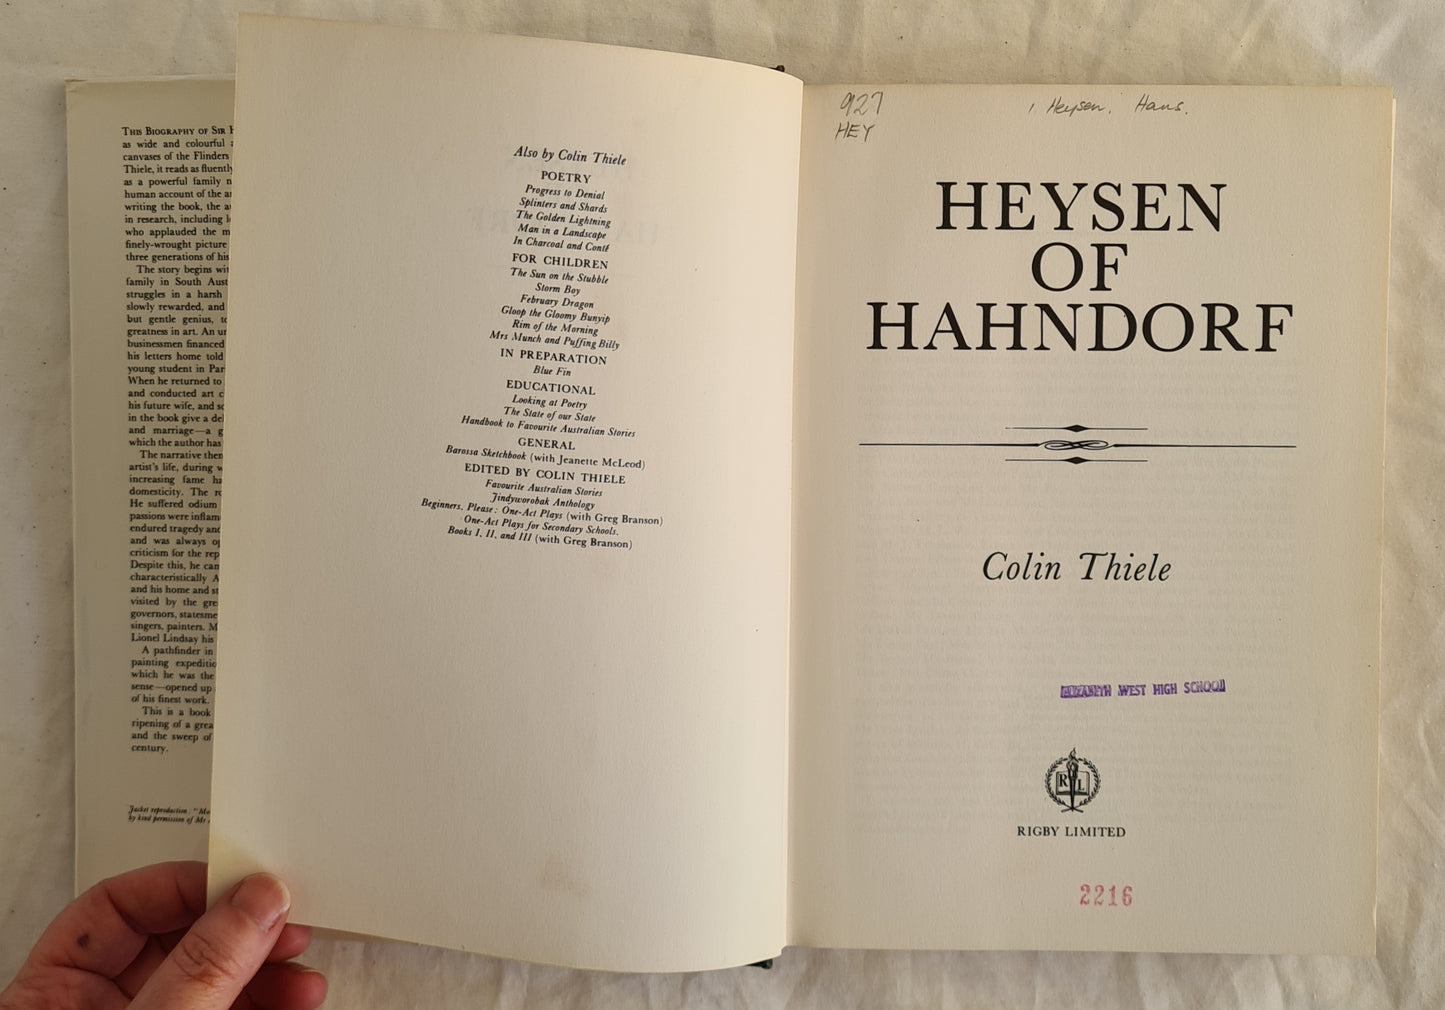 THIS BIOGRAPHY OF SIR
as wide and colourful
canvases of the Flinders
Thiele, it reads as fluently
as a powerful family
human account of the
writing the book, the
in research, including
who applauded the
finely-wrought picture
three generations of his
The story begins
family in South
struggles in a harsh
slowly rewarded, and
but gentle genius,
greatness in art. An
businessmen financed
his letters home told
young student in
When he returned to
and conducted art
his future wife, and
in the book give a
and marriage—a
which the author has
The narrative then
artist's life, during
increasing fame
domesticity. The
He suffered odium
passions were
endured tragedy and
and was always
criticism for the
Despite this, he
characteristically
and his home and
visited by the
governors,
singers, painters.
Lionel Lindsay his
A pathfinder in
painting
which he was the
sense—opened up
of his finest work.
This is a book
ripening of a
and the sweep of
century.
Jacket reproduction:
by kind permission of Mr
Also by Colin Thiele
POETRY
Progress to Denial
Splinters and Shards
The Golden Lightning
Man in a Landscape
In Charcoal and Conté
FOR CHILDREN
The Sun on the Stubble
Storm Boy
February Dragon
Gloop the Gloomy Bunyip
Rim of the Morning
Mrs Munch and Puffing Billy
IN PREPARATION
Blue Fin
EDUCATIONAL
Looking at Poetry
The State of our State
Handbook to Favourite Australian Stories
GENERAL
Barossa Sketchbook (with Jeanette McLeod)
EDITED BY COLIN THIELE
Favourite Australian Stories
Jindyworobak Anthology
Beginners, Please: One-Act Plays (with Greg Branson)
One-Act Plays for Secondary Schools,
Books I, II, and III (with Greg Branson)
927
HEY
1 Heysen. Hans.
HEYSEN
OF
HAHNDORF
Colin Thiele
ELIZABETH WEST HIGH SCHOOL
R L
RIGBY LIMITED
2216